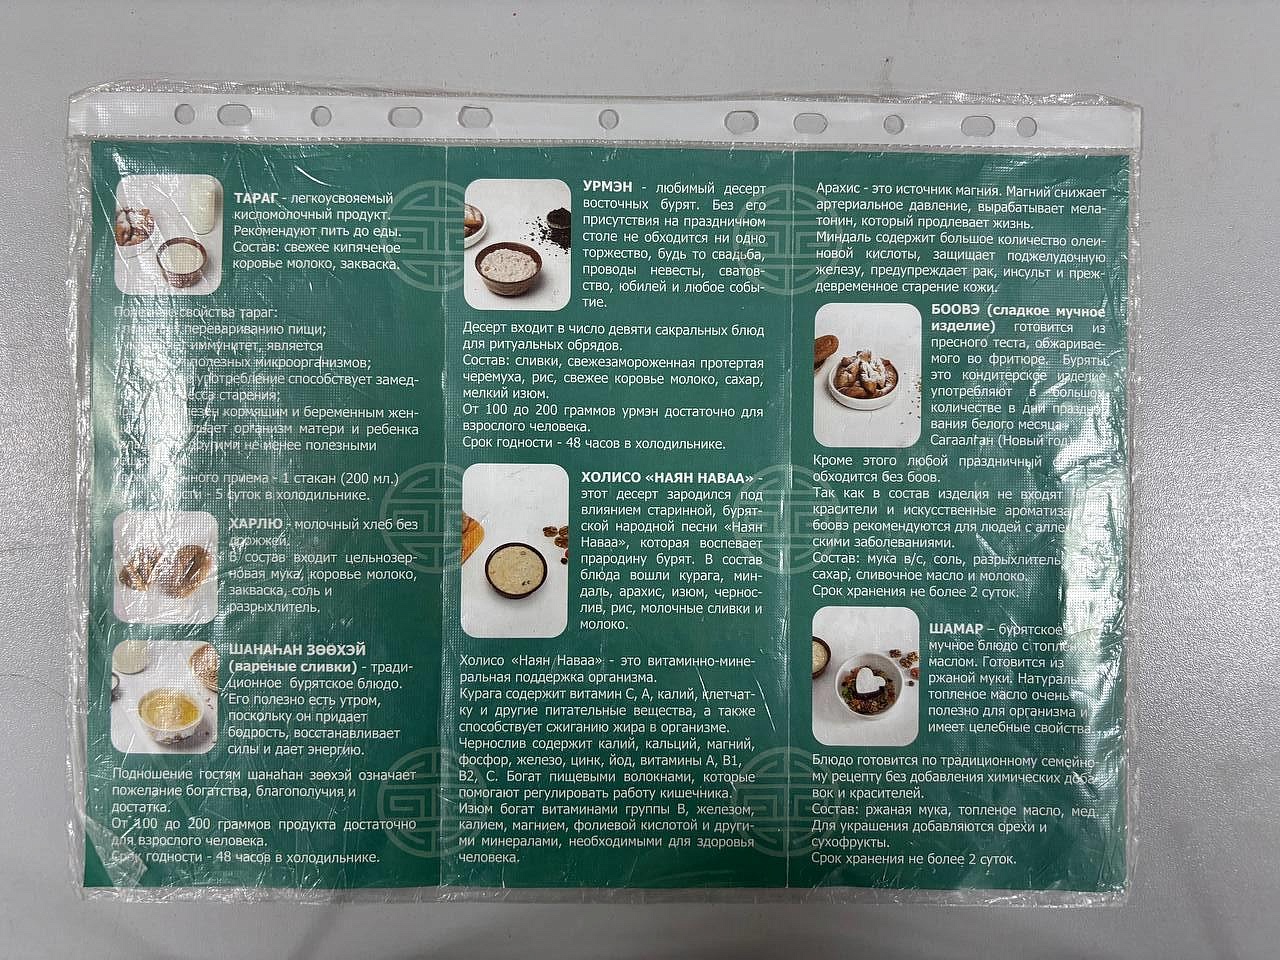 ТАРАГ - легкоусвояемый
кисломолочный продукт.
Рекомендуют пить до еды.
Состав: свежее кипяченое
коровье молоко, закваска.
свойства тараг:
перевариванию пищи;
иммунитет, является
полезных микроорганизмов;
употребление способствует замед-
старения;
кормящим и беременным жен-
организм матери и ребенка
другими не менее полезными
приема - 1 стакан (200 мл.)
- 5 суток в холодильнике.
ХАРЛЮ - молочный хлеб без
дрожжей.
В состав входит цельнозер-
новая мука, коровье молоко,
закваска, соль и
разрыхлитель.
ШАНАҺАН ЗӨӨХЭЙ
(вареные сливки) - тради-
ционное бурятское блюдо.
Его полезно есть утром,
поскольку он придает
бодрость, восстанавливает
силы и дает энергию.
Подношение гостям шанаһан зөөхэй означает
пожелание богатства, благополучия и
достатка.
От 100 до 200 граммов продукта достаточно
для взрослого человека.
Срок годности - 48 часов в холодильнике.
УРМЭН - любимый десерт
восточных бурят. Без его
присутствия на праздничном
столе не обходится ни одно
торжество, будь то свадьба,
проводы невесты, сватов-
ство, юбилей и любое собы-
тие.
Десерт входит в число девяти сакральных блюд
для ритуальных обрядов.
Состав: сливки, свежезамороженная протертая
черемуха, рис, свежее коровье молоко, сахар,
мелкий изюм.
От 100 до 200 граммов урмэн достаточно для
взрослого человека.
Срок годности - 48 часов в холодильнике.
ХОЛИСО «НАЯН НАВАА» -
этот десерт зародился под
влиянием старинной, бурят-
ской народной песни «Наян
Наваа», которая воспевает
прародину бурят. В состав
блюда вошли курага, мин-
даль, арахис, изюм, чернос-
лив, рис, молочные сливки и
молоко.
Холисо «Наян Наваа» - это витаминно-мине-
ральная поддержка организма.
Курага содержит витамин С, А, калий, клетчат-
ку и другие питательные вещества, а также
способствует сжиганию жира в организме.
Чернослив содержит калий, кальций, магний,
фосфор, железо, цинк, йод, витамины А, В1,
В2, С. Богат пищевыми волокнами, которые
помогают регулировать работу кишечника.
Изюм богат витаминами группы В, железом,
калием, магнием, фолиевой кислотой и други-
ми минералами, необходимыми для здоровья
человека.
Арахис - это источник магния. Магний снижает
артериальное давление, вырабатывает мела-
тонин, который продлевает жизнь.
Миндаль содержит большое количество олеи-
новой кислоты, защищает поджелудочную
железу, предупреждает рак, инсульт и преж-
девременное старение кожи.
БООВЭ (сладкое мучное
изделие) готовится из
пресного теста, обжаривае-
мого во фритюре. Буряты
это кондитерское изделие
употребляют в большом
количестве в дни праздно-
вания белого месяца
Сагаалган (Новый год
Кроме этого любой праздничный
обходится без боов.
Так как в состав изделия не входят
красители и искусственные ароматиза
боовэ рекомендуются для людей с алле
скими заболеваниями.
Состав: мука в/с, соль, разрыхлитель
сахар, сливочное масло и молоко.
Срок хранения не более 2 суток.
ШАМАР – бурятское
мучное блюдо с топлен
маслом. Готовится из
ржаной муки. Натураль
топленое масло очень
полезно для организма и
имеет целебные свойства
Блюдо готовится по традиционному семейно-
му рецепту без добавления химических доба-
вок и красителей.
Состав: ржаная мука, топленое масло, мед.
Для украшения добавляются орехи и
сухофрукты.
Срок хранения не более 2 суток.